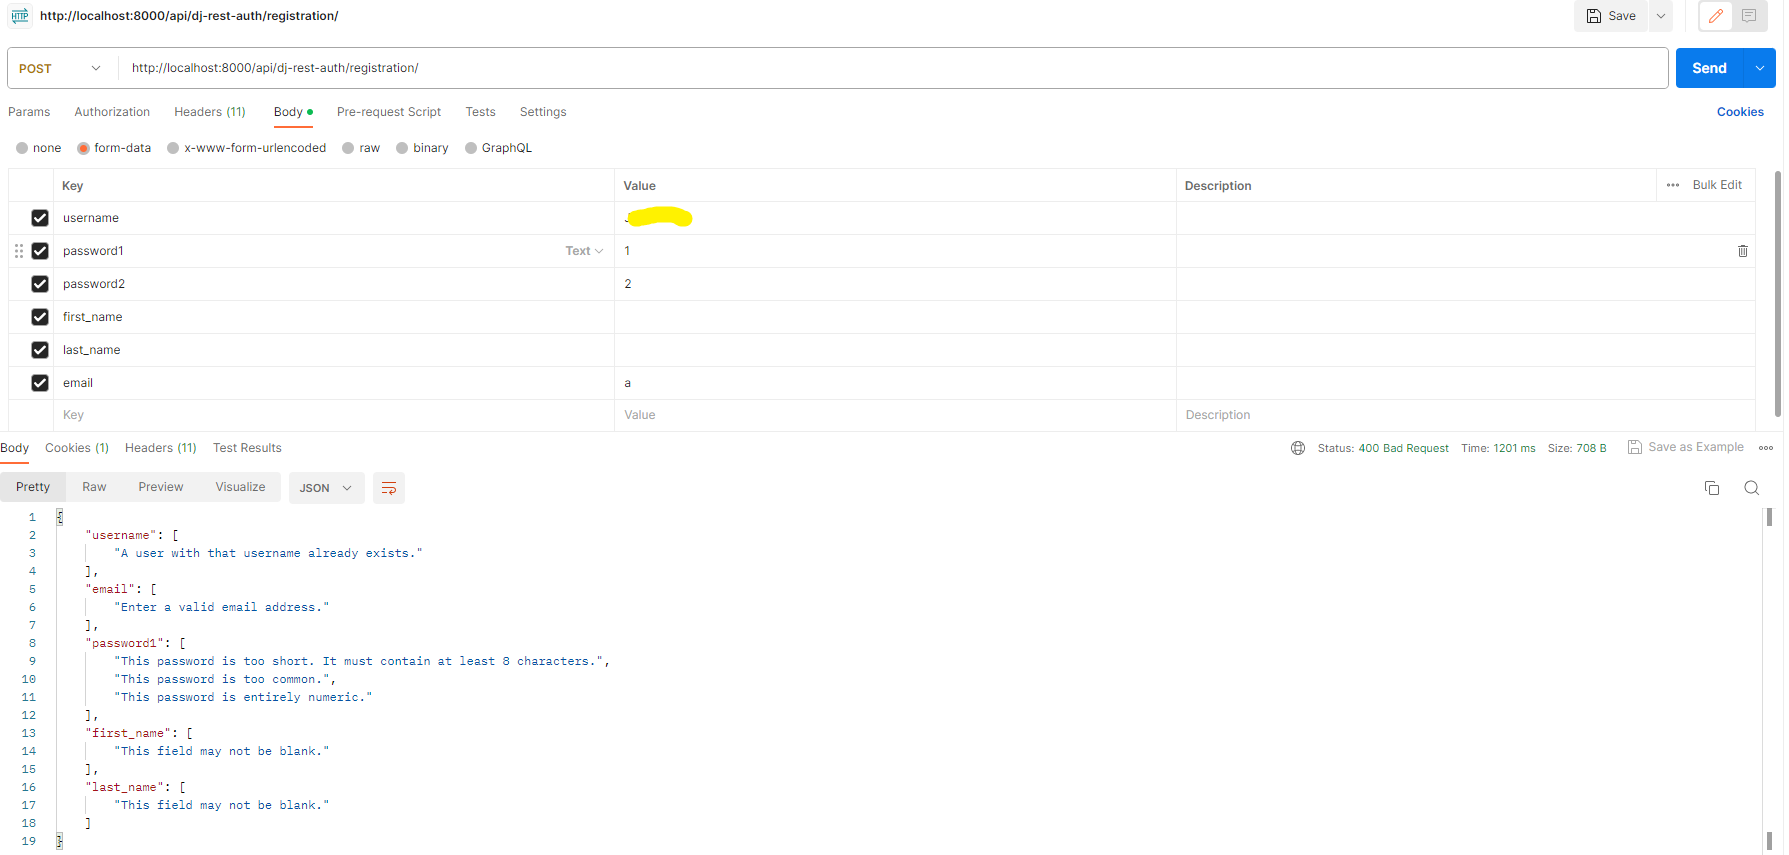 HTTP http://localhost:8000/api/dj-rest-auth/registration/ Save
POST http://localhost:8000/api/dj-rest-auth/registration/ Send
Params Authorization Headers (11) Body Pre-request Script Tests Settings Cookies
none form-data x-www-form-urlencoded raw binary GraphQL
Key Value Description Bulk Edit
username
password1 Text 1
password2 2
first_name
last_name
email a
Key Value Description
Body Cookies (1) Headers (11) Test Results Status: 400 Bad Request Time: 1201 ms Size: 708 B Save as Example
Pretty Raw Preview Visualize JSON
1 {
2 "username": [
3 "A user with that username already exists."
4 ],
5 "email": [
6 "Enter a valid email address."
7 ],
8 "password1": [
9 "This password is too short. It must contain at least 8 characters.",
10 "This password is too common.",
11 "This password is entirely numeric."
12 ],
13 "first_name": [
14 "This field may not be blank."
15 ],
16 "last_name": [
17 "This field may not be blank."
18 ]
19 }